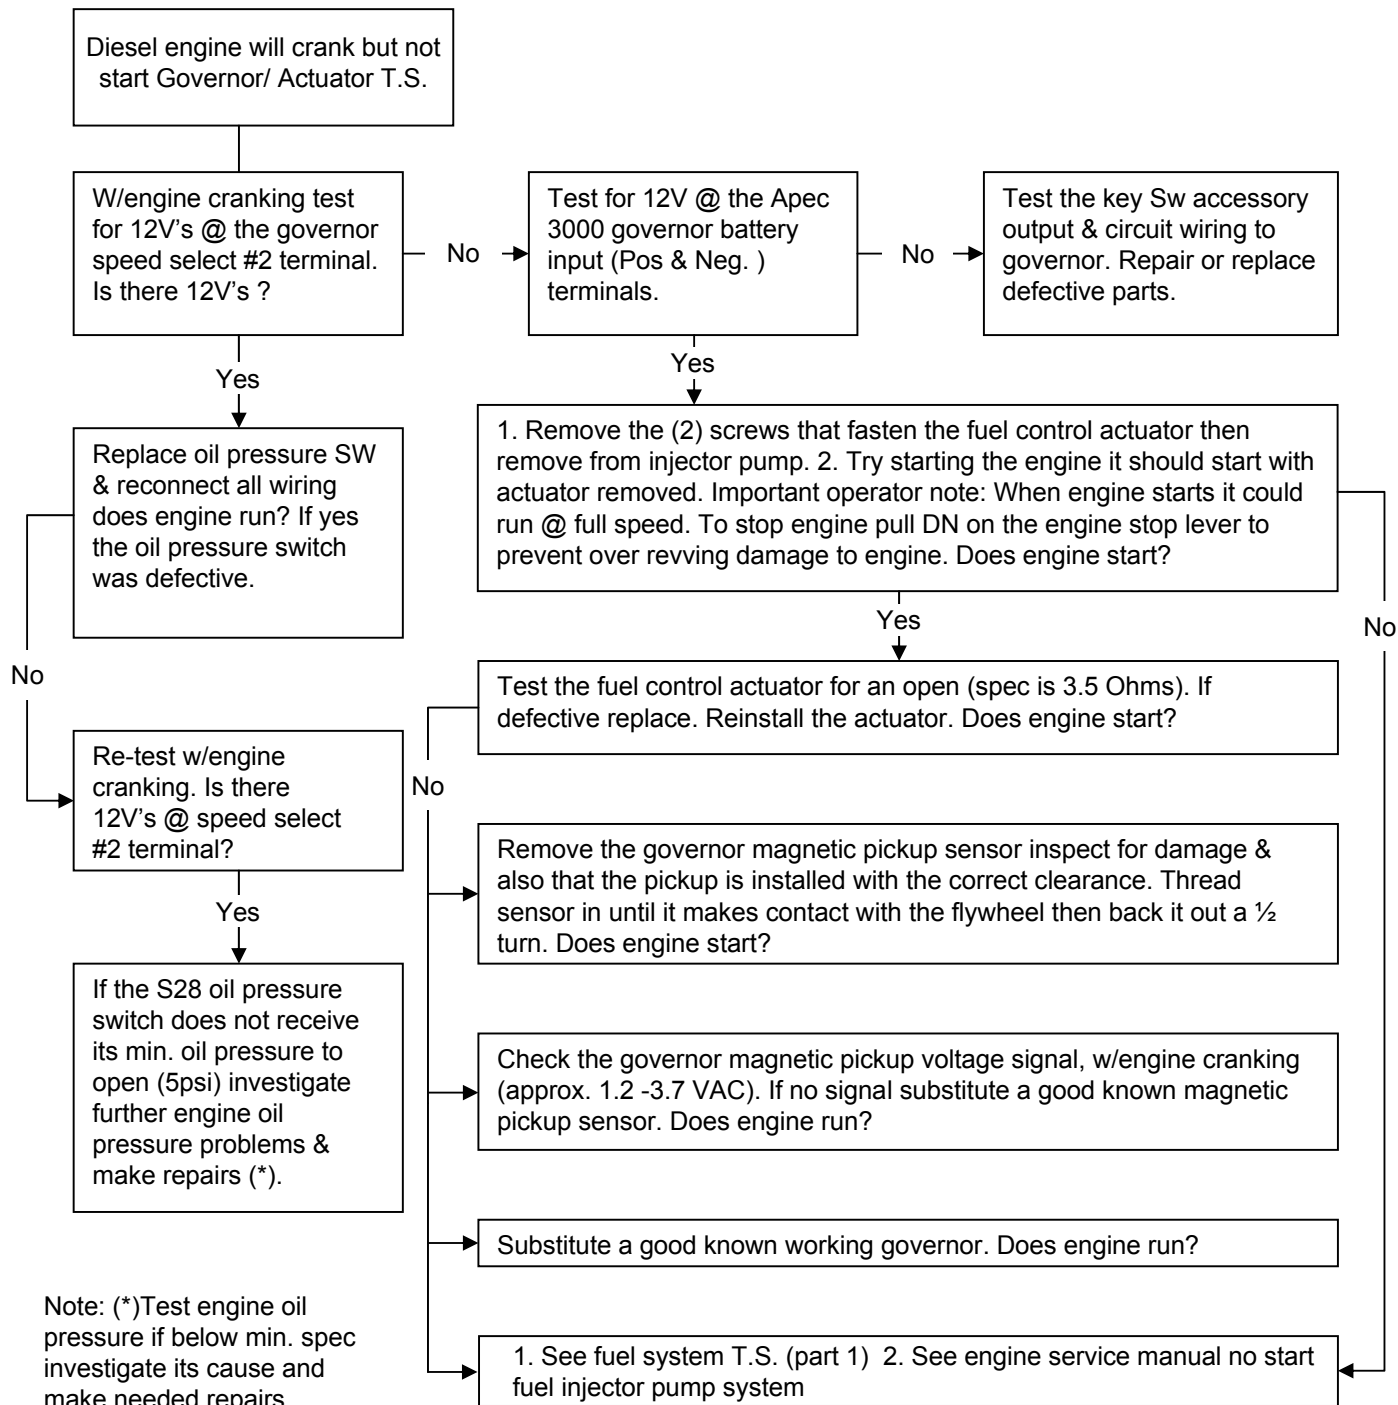 Diesel engine will crank but not
start Governor/ Actuator T.S.
W/engine cranking test
for 12V's @ the governor
speed select #2 terminal.
Is there 12V's ?
No
Test for 12V @ the Apec
3000 governor battery
input (Pos & Neg. )
terminals.
No
Test the key Sw accessory
output & circuit wiring to
governor. Repair or replace
defective parts.
Yes
Yes
Replace oil pressure SW
& reconnect all wiring
does engine run? If yes
the oil pressure switch
was defective.
1. Remove the (2) screws that fasten the fuel control actuator then
remove from injector pump. 2. Try starting the engine it should start with
actuator removed. Important operator note: When engine starts it could
run @ full speed. To stop engine pull DN on the engine stop lever to
prevent over revving damage to engine. Does engine start?
Yes
No
No
Test the fuel control actuator for an open (spec is 3.5 Ohms). If
defective replace. Reinstall the actuator. Does engine start?
Re-test w/engine
cranking. Is there
12V's @ speed select
#2 terminal?
No
Remove the governor magnetic pickup sensor inspect for damage &
also that the pickup is installed with the correct clearance. Thread
sensor in until it makes contact with the flywheel then back it out a ½
turn. Does engine start?
Yes
If the S28 oil pressure
switch does not receive
its min. oil pressure to
open (5psi) investigate
further engine oil
pressure problems &
make repairs (*).
Check the governor magnetic pickup voltage signal, w/engine cranking
(approx. 1.2 -3.7 VAC). If no signal substitute a good known magnetic
pickup sensor. Does engine run?
Substitute a good known working governor. Does engine run?
Note: (*)Test engine oil
pressure if below min. spec
investigate its cause and
make needed repairs
1. See fuel system T.S. (part 1) 2. See engine service manual no start
fuel injector pump system